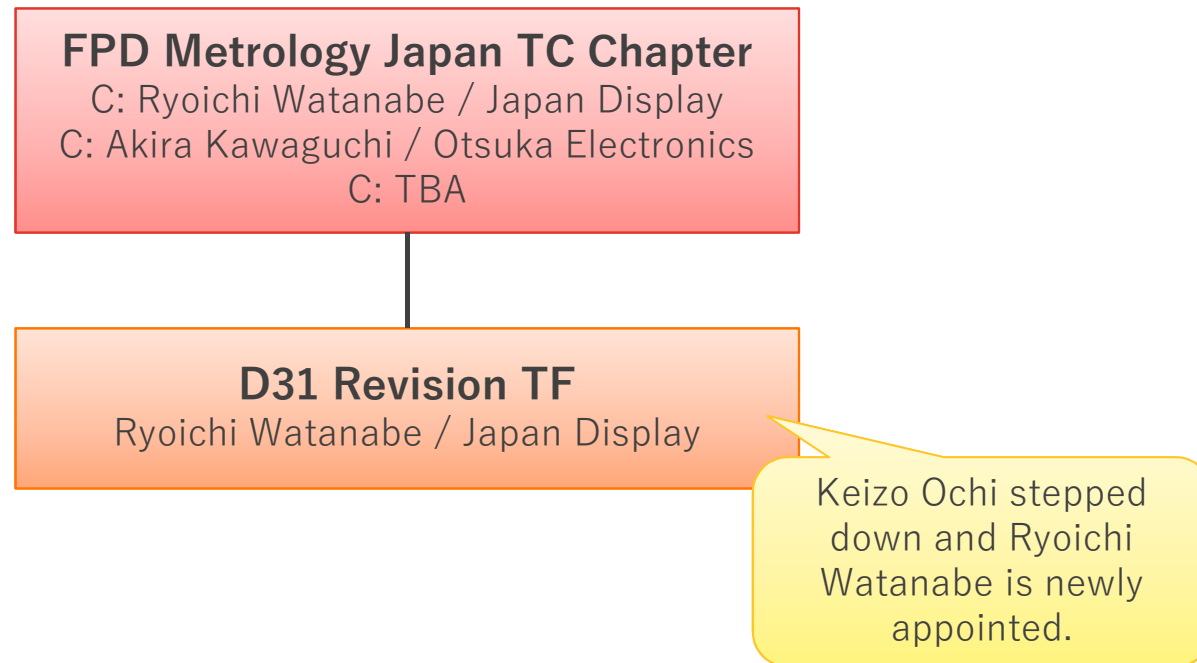 FPD Metrology Japan TC Chapter
C: Ryoichi Watanabe / Japan Display
C: Akira Kawaguchi / Otsuka Electronics
C: TBA
D31 Revision TF
Ryoichi Watanabe / Japan Display
Keizo Ochi stepped
down and Ryoichi
Watanabe is newly
appointed.